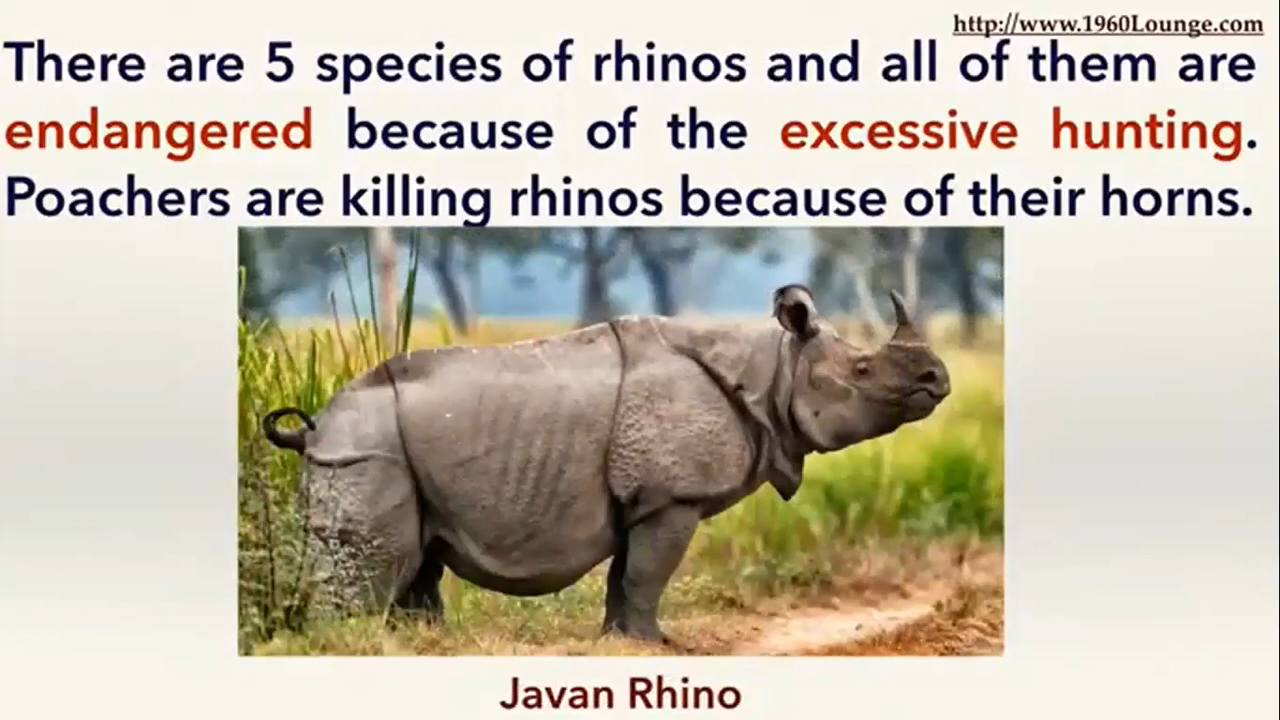 http://www.1960Lounge.com
There are 5 species of rhinos and all of them are
endangered because of the excessive hunting.
Poachers are killing rhinos because of their horns.
Javan Rhino